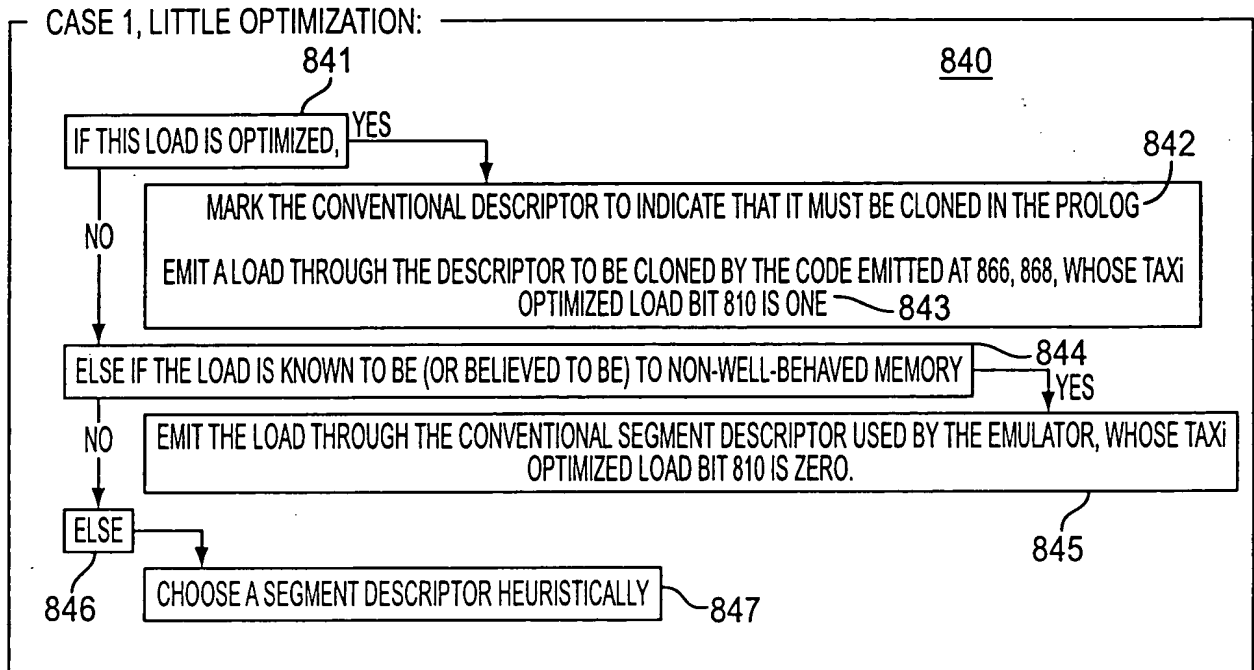 CASE 1, LITTLE OPTIMIZATION:
841
840
IF THIS LOAD IS OPTIMIZED,
YES
842
MARK THE CONVENTIONAL DESCRIPTOR TO INDICATE THAT IT MUST BE CLONED IN THE PROLOG
NO
EMIT A LOAD THROUGH THE DESCRIPTOR TO BE CLONED BY THE CODE EMITTED AT 866, 868, WHOSE TAXi
OPTIMIZED LOAD BIT 810 IS ONE
843
844
ELSE IF THE LOAD IS KNOWN TO BE (OR BELIEVED TO BE) TO NON-WELL-BEHAVED MEMORY
YES
NO
EMIT THE LOAD THROUGH THE CONVENTIONAL SEGMENT DESCRIPTOR USED BY THE EMULATOR, WHOSE TAXi
OPTIMIZED LOAD BIT 810 IS ZERO.
ELSE
845
846
CHOOSE A SEGMENT DESCRIPTOR HEURISTICALLY
847